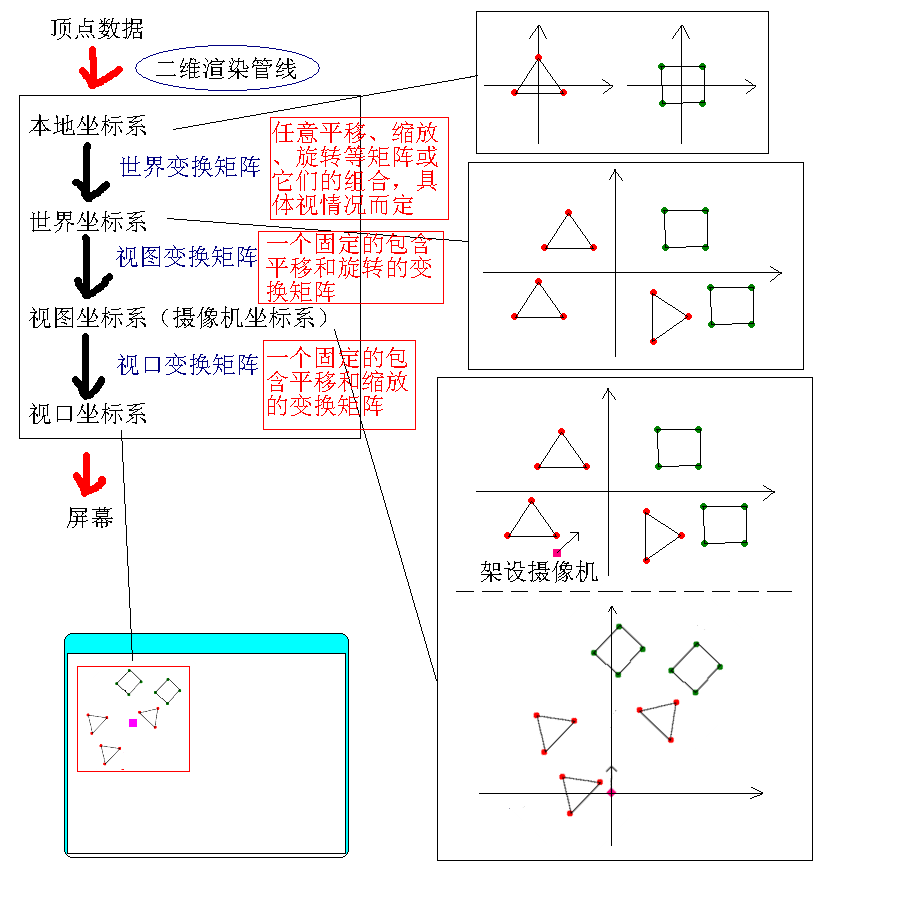 顶点数据
二维渲染管线
本地坐标系
世界变换矩阵
任意平移、缩放
、旋转等矩阵或
它们的组合，具
体视情况而定
世界坐标系
视图变换矩阵
一个固定的包含
平移和旋转的变
换矩阵
视图坐标系（摄像机坐标系）
视口变换矩阵
一个固定的包
含平移和缩放
的变换矩阵
视口坐标系
屏幕
架设摄像机